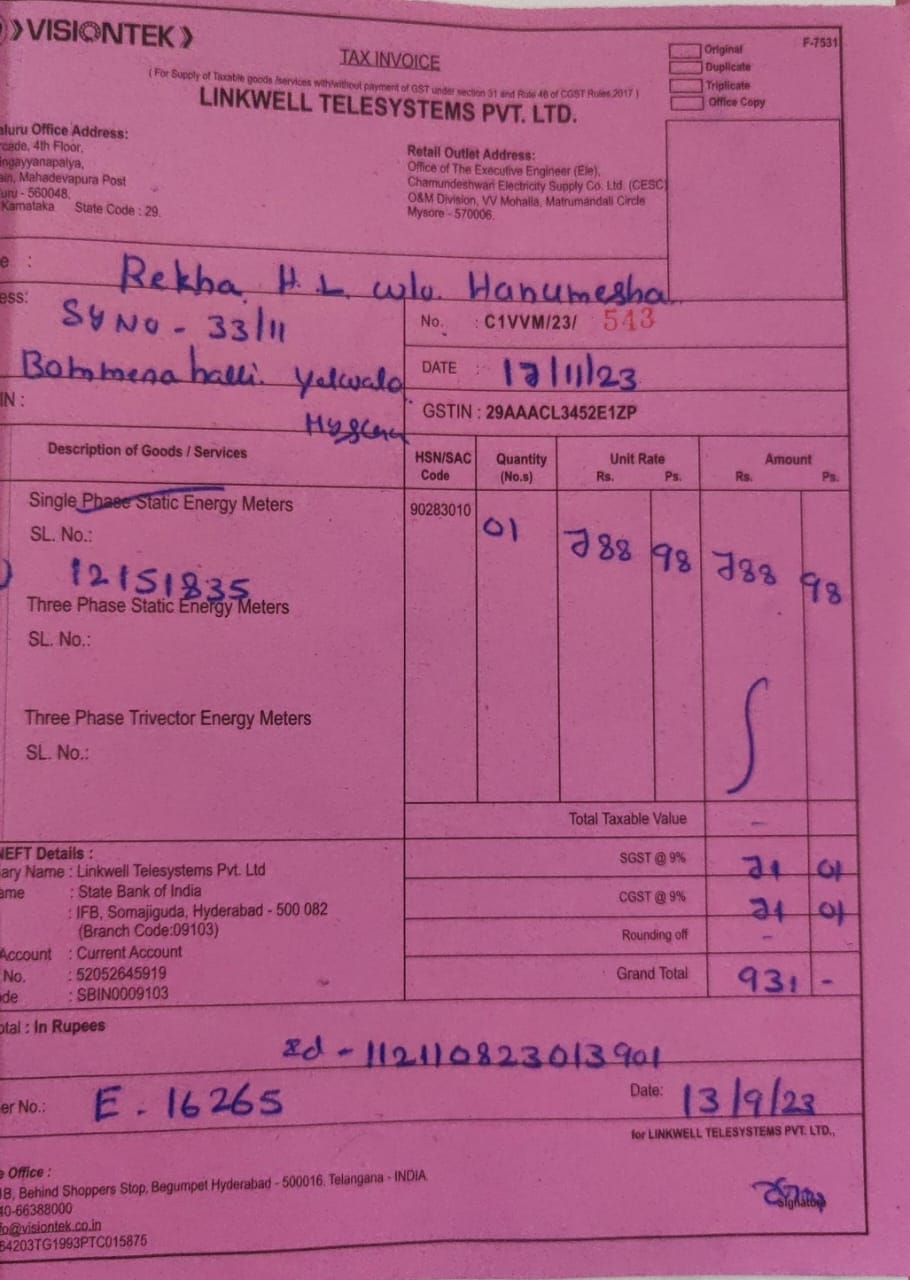 VISIONTEK
TAX INVOICE
F-7531
Original
Duplicate
Triplicate
Office Copy
( For Supply of Taxable goods /services with/without payment of GST under section 31 and Rule 46 of CGST Rules 2017 )
LINKWELL TELESYSTEMS PVT. LTD.
aluru Office Address:
rcade, 4th Floor,
ingayyanapalya,
ain, Mahadevapura Post
uru - 560048.
Karnataka State Code : 29.
Retail Outlet Address:
Office of The Executive Engineer (Ele),
Chamundeshwari Electricity Supply Co. Ltd. (CESC)
O&M Division, VV Mohalla, Matrumandali Circle
Mysore - 570006.
e : Rekha H. L w/o. Hanumesha
ess: SY NO - 33/11
Bommenahalli. Yelwala
No. : C1VVM/23/ 543
DATE : 17/11/23
IN :
GSTIN : 29AAACL3452E1ZP
Description of Goods / Services
HSN/SAC Code
Quantity (No.s)
Unit Rate Rs. Ps.
Amount Rs. Ps.
Single Phase Static Energy Meters
90283010 01 788 98 788 98
SL. No.:
12151835
Three Phase Static Energy Meters
SL. No.:
Three Phase Trivector Energy Meters
SL. No.:
Total Taxable Value -
SGST @ 9% 71 01
CGST @ 9% 71 01
Rounding off -
Grand Total 931 -
NEFT Details :
ary Name : Linkwell Telesystems Pvt. Ltd
ame : State Bank of India
: IFB, Somajiguda, Hyderabad - 500 082
(Branch Code:09103)
Account : Current Account
No. : 52052645919
de : SBIN0009103
otal : In Rupees
Id - 112110823013901
er No.: E - 16265
Date: 13/9/23
for LINKWELL TELESYSTEMS PVT. LTD.,
e Office :
1B, Behind Shoppers Stop, Begumpet Hyderabad - 500016, Telangana - INDIA
40-66388000
fo@visiontek.co.in
64203TG1993PTC015875
Signatory